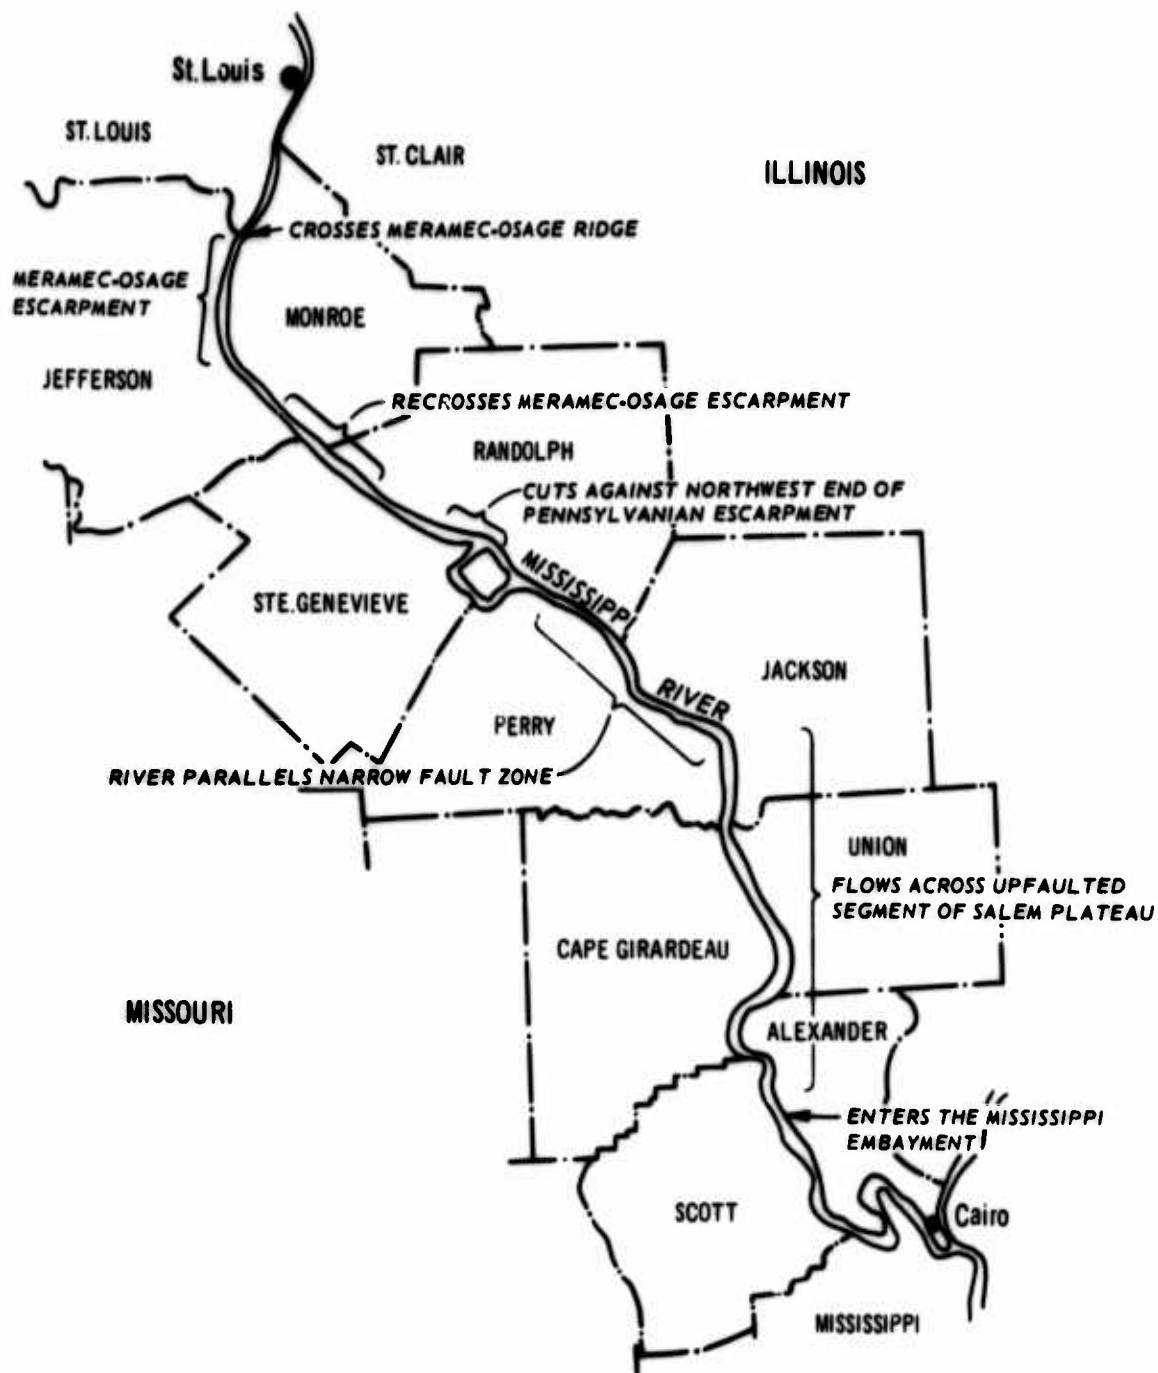 St. Louis
ST. LOUIS
ST. CLAIR
ILLINOIS
CROSSES MERAMEC-OSAGE RIDGE
MERAMEC-OSAGE
ESCARPMENT
MONROE
JEFFERSON
RECROSSES MERAMEC-OSAGE ESCARPMENT
RANDOLPH
CUTS AGAINST NORTHWEST END OF
PENNSYLVANIAN ESCARPMENT
MISSISSIPPI
STE. GENEVIEVE
JACKSON
RIVER
PERRY
RIVER PARALLELS NARROW FAULT ZONE
UNION
FLOWS ACROSS UPFAULTED
SEGMENT OF SALEM PLATEAU
CAPE GIRARDEAU
MISSOURI
ALEXANDER
ENTERS THE MISSISSIPPI
EMBAYMENT
SCOTT
Cairo
MISSISSIPPI